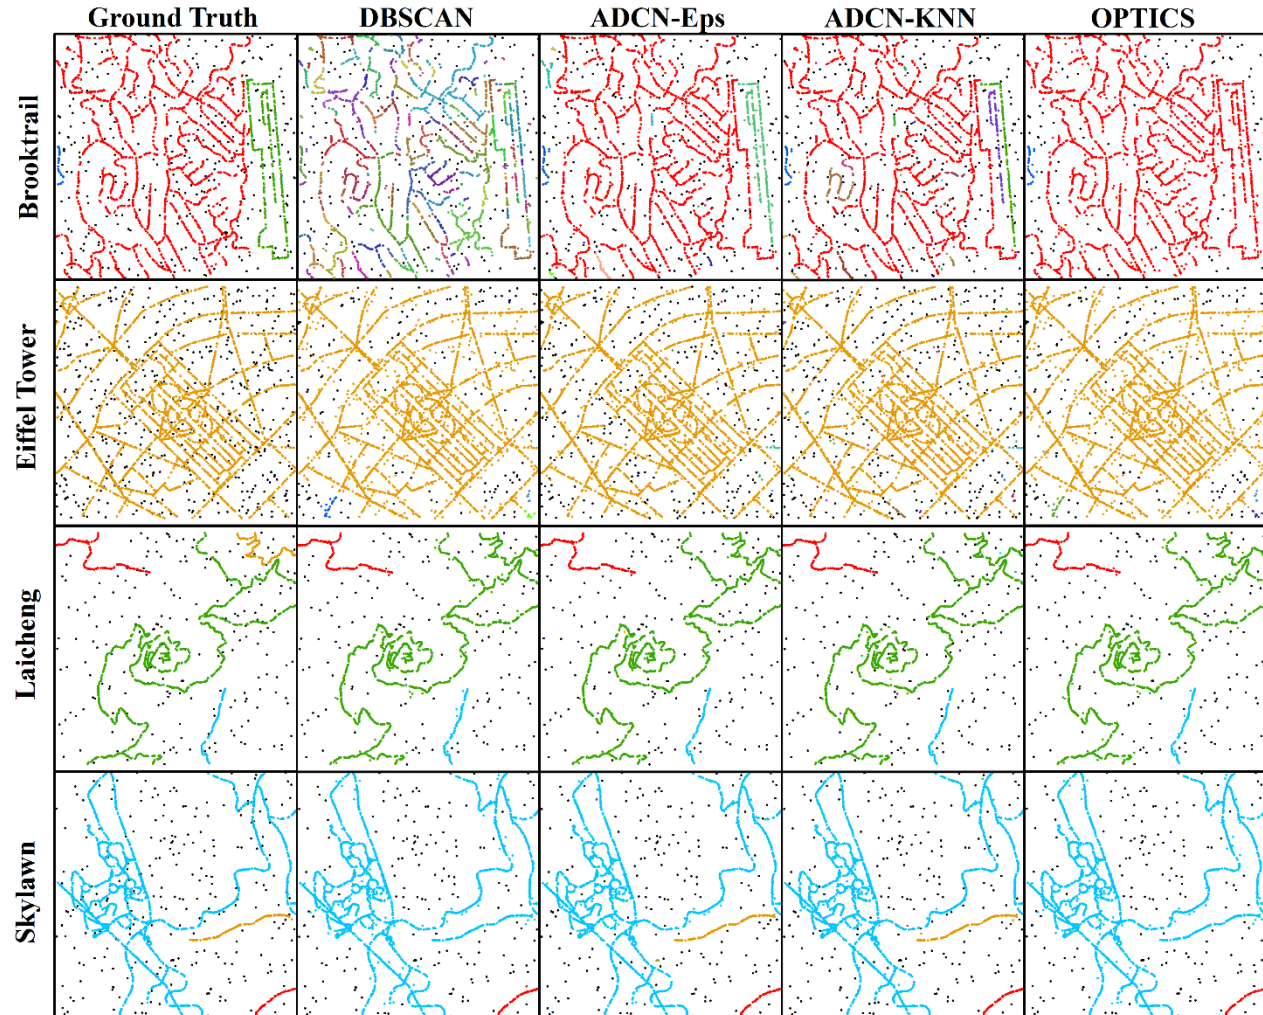 Ground Truth DBSCAN ADCN-Eps ADCN-KNN OPTICS
Brooktrail
Eiffel Tower
Laicheng
Skylawn